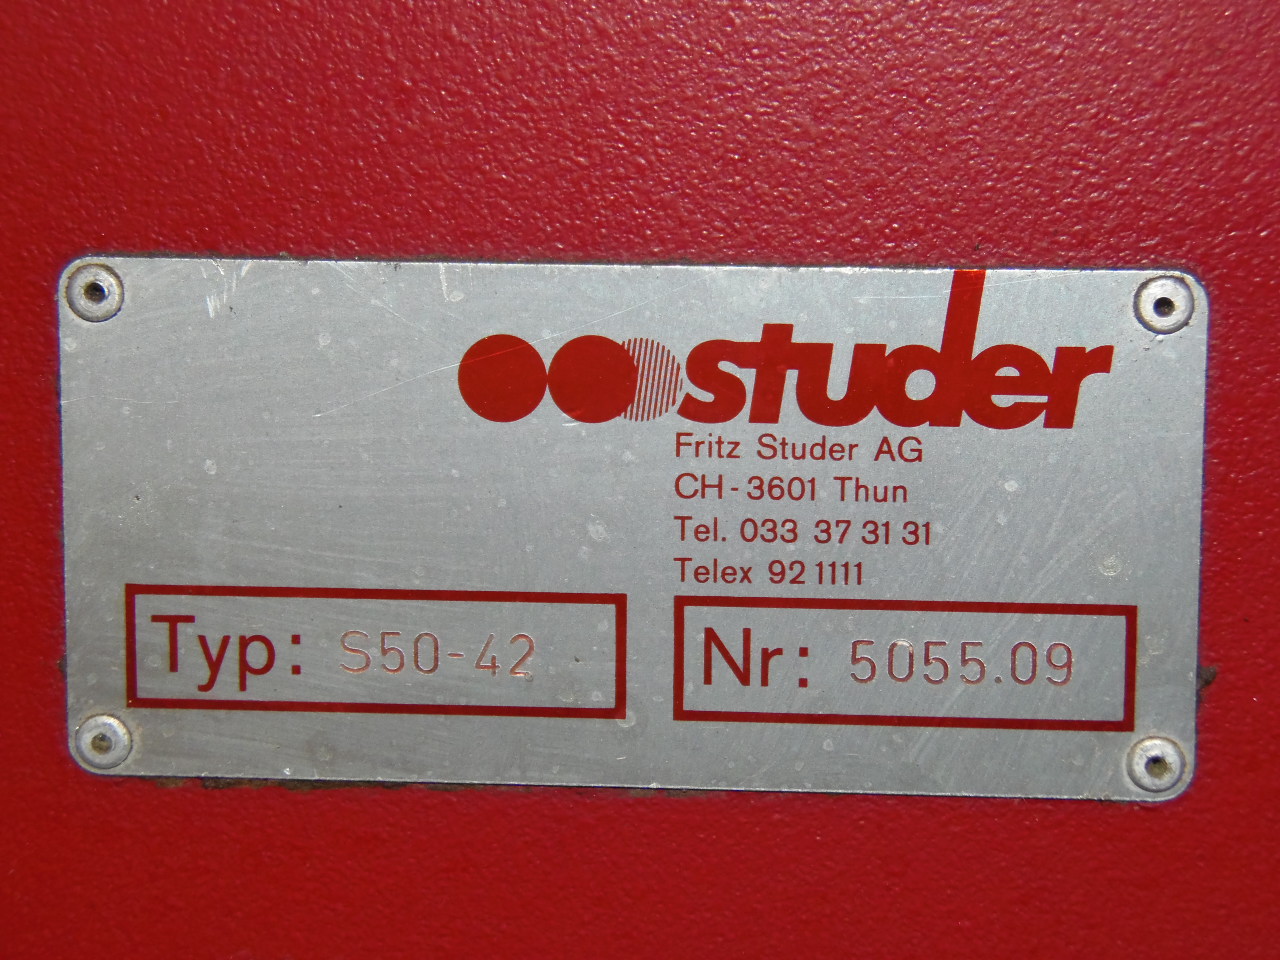 studer
Fritz Studer AG
CH-3601 Thun
Tel. 033 37 31 31
Telex 92 1111
Typ: S50-42
Nr: 5055.09